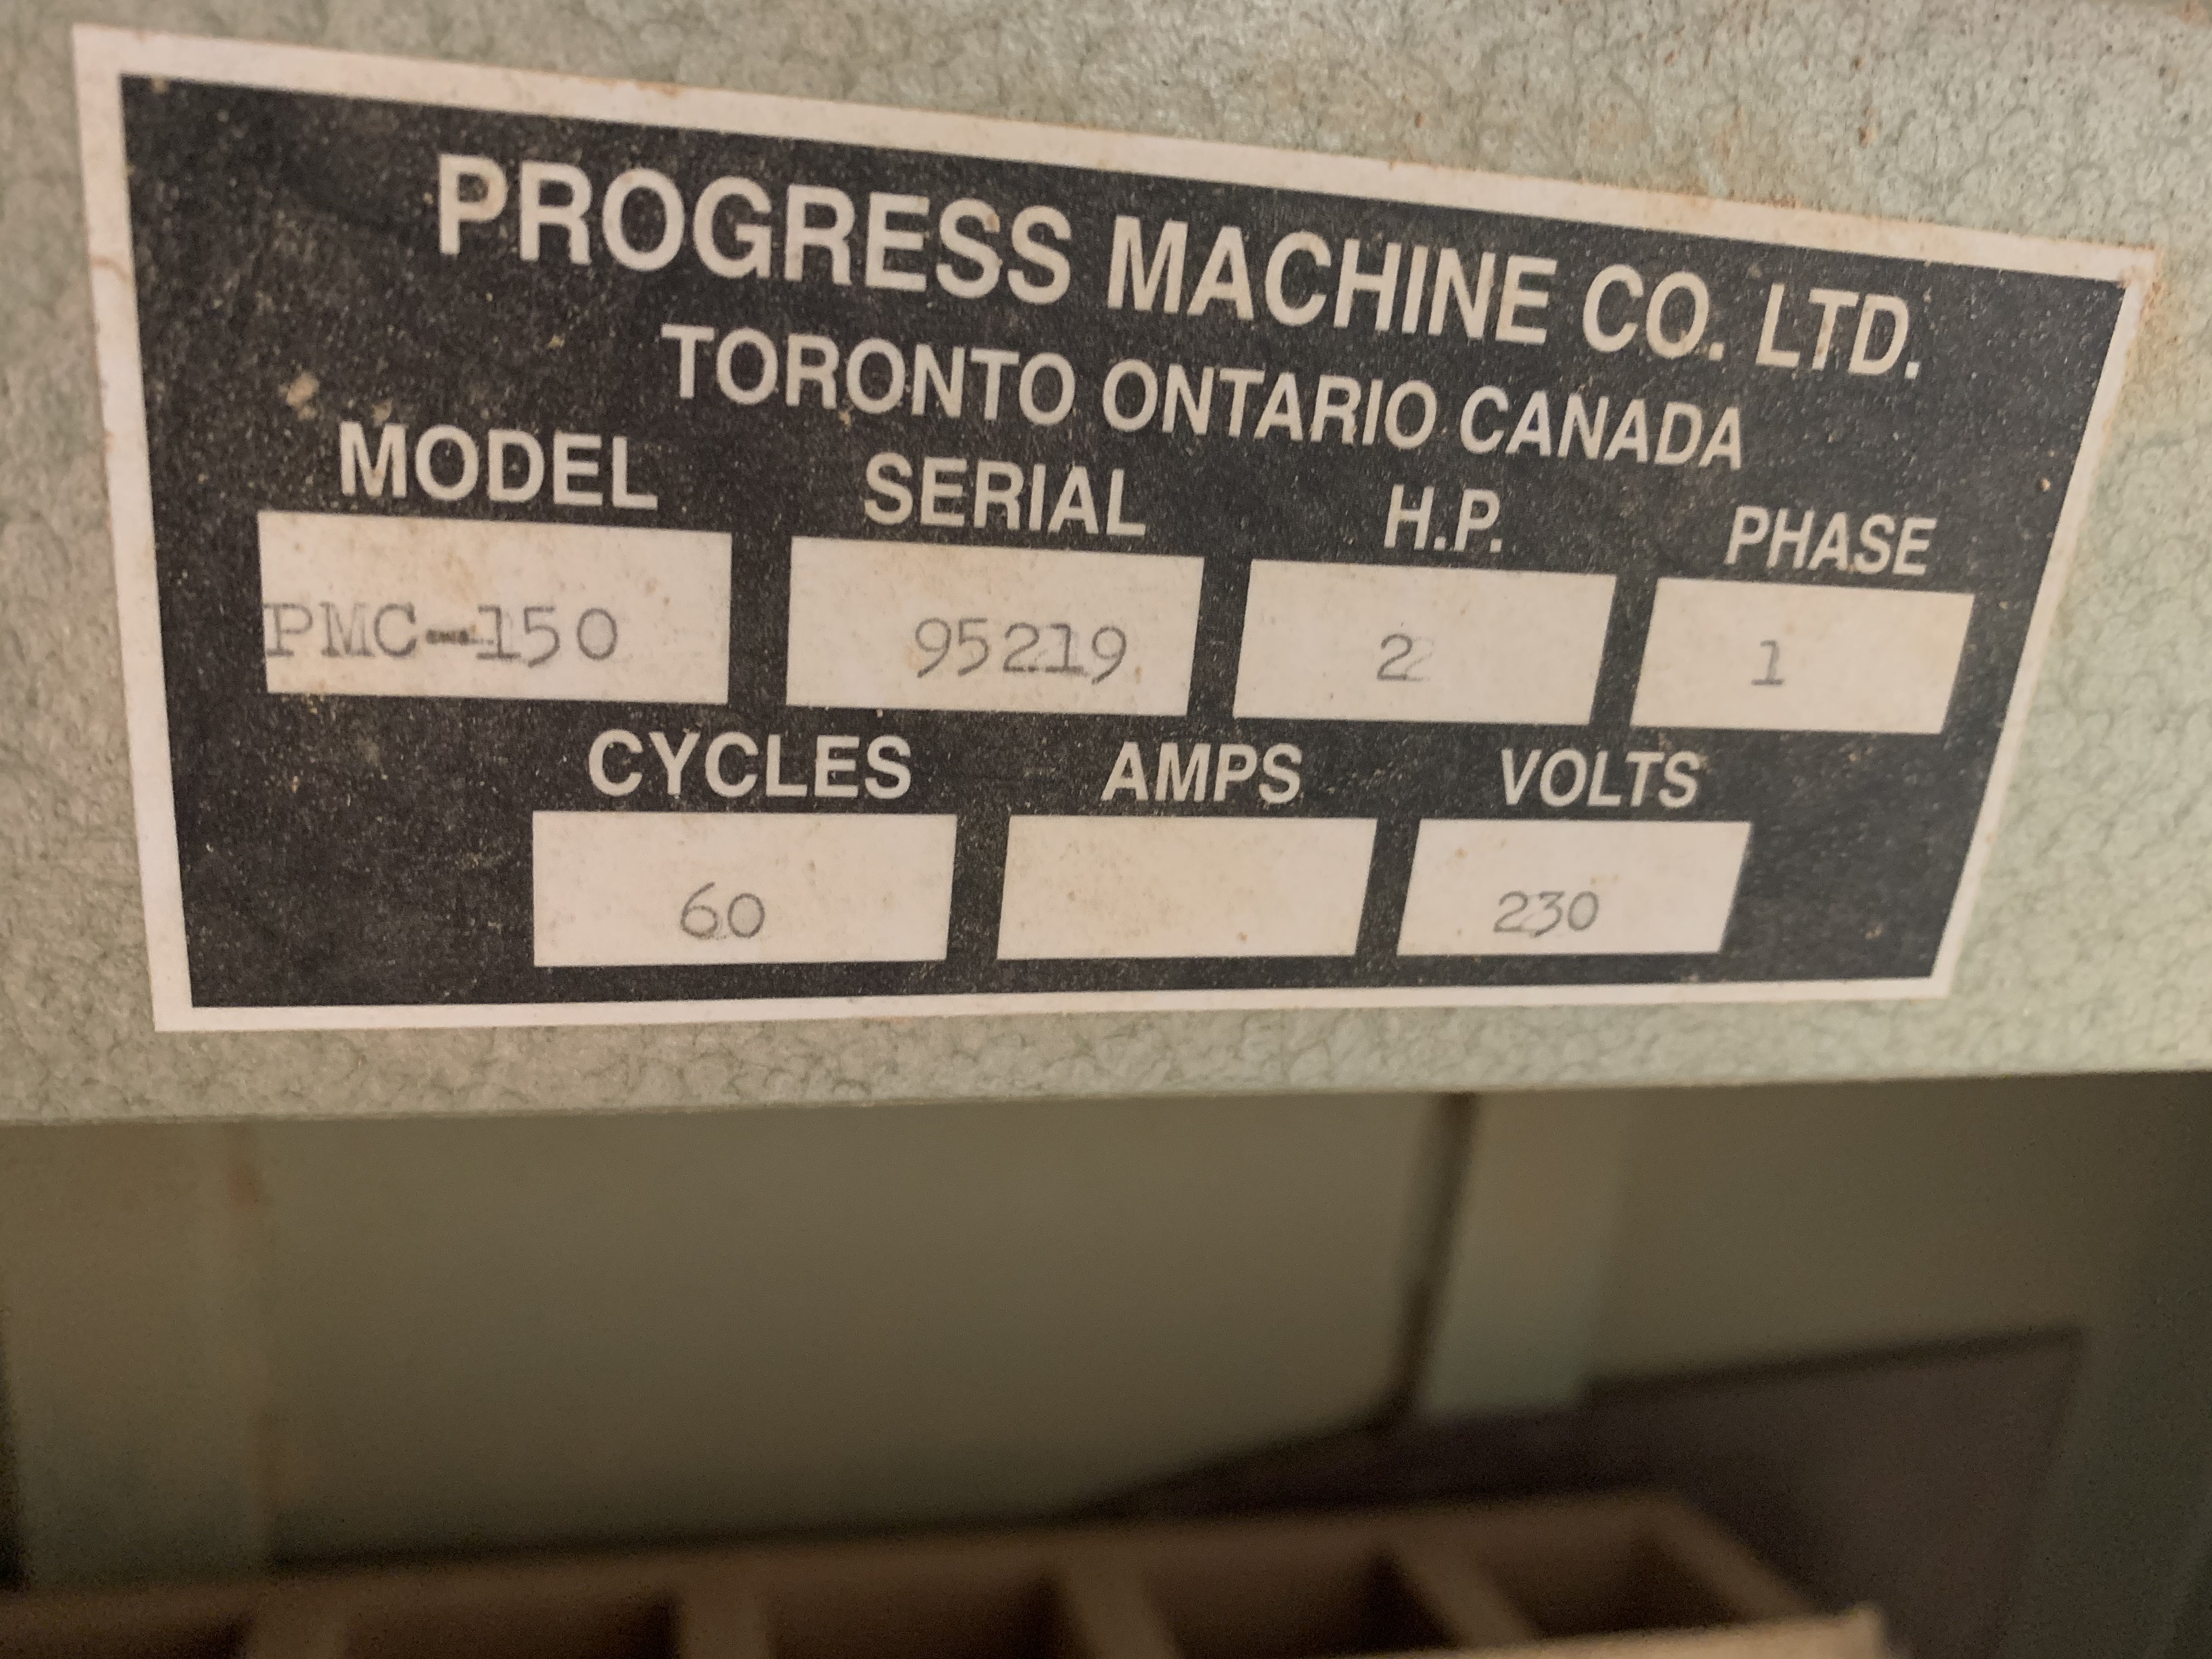 PROGRESS MACHINE CO. LTD.
TORONTO ONTARIO CANADA
MODEL SERIAL H.P. PHASE
PMC-150 95219 2 1
CYCLES AMPS VOLTS
60 230